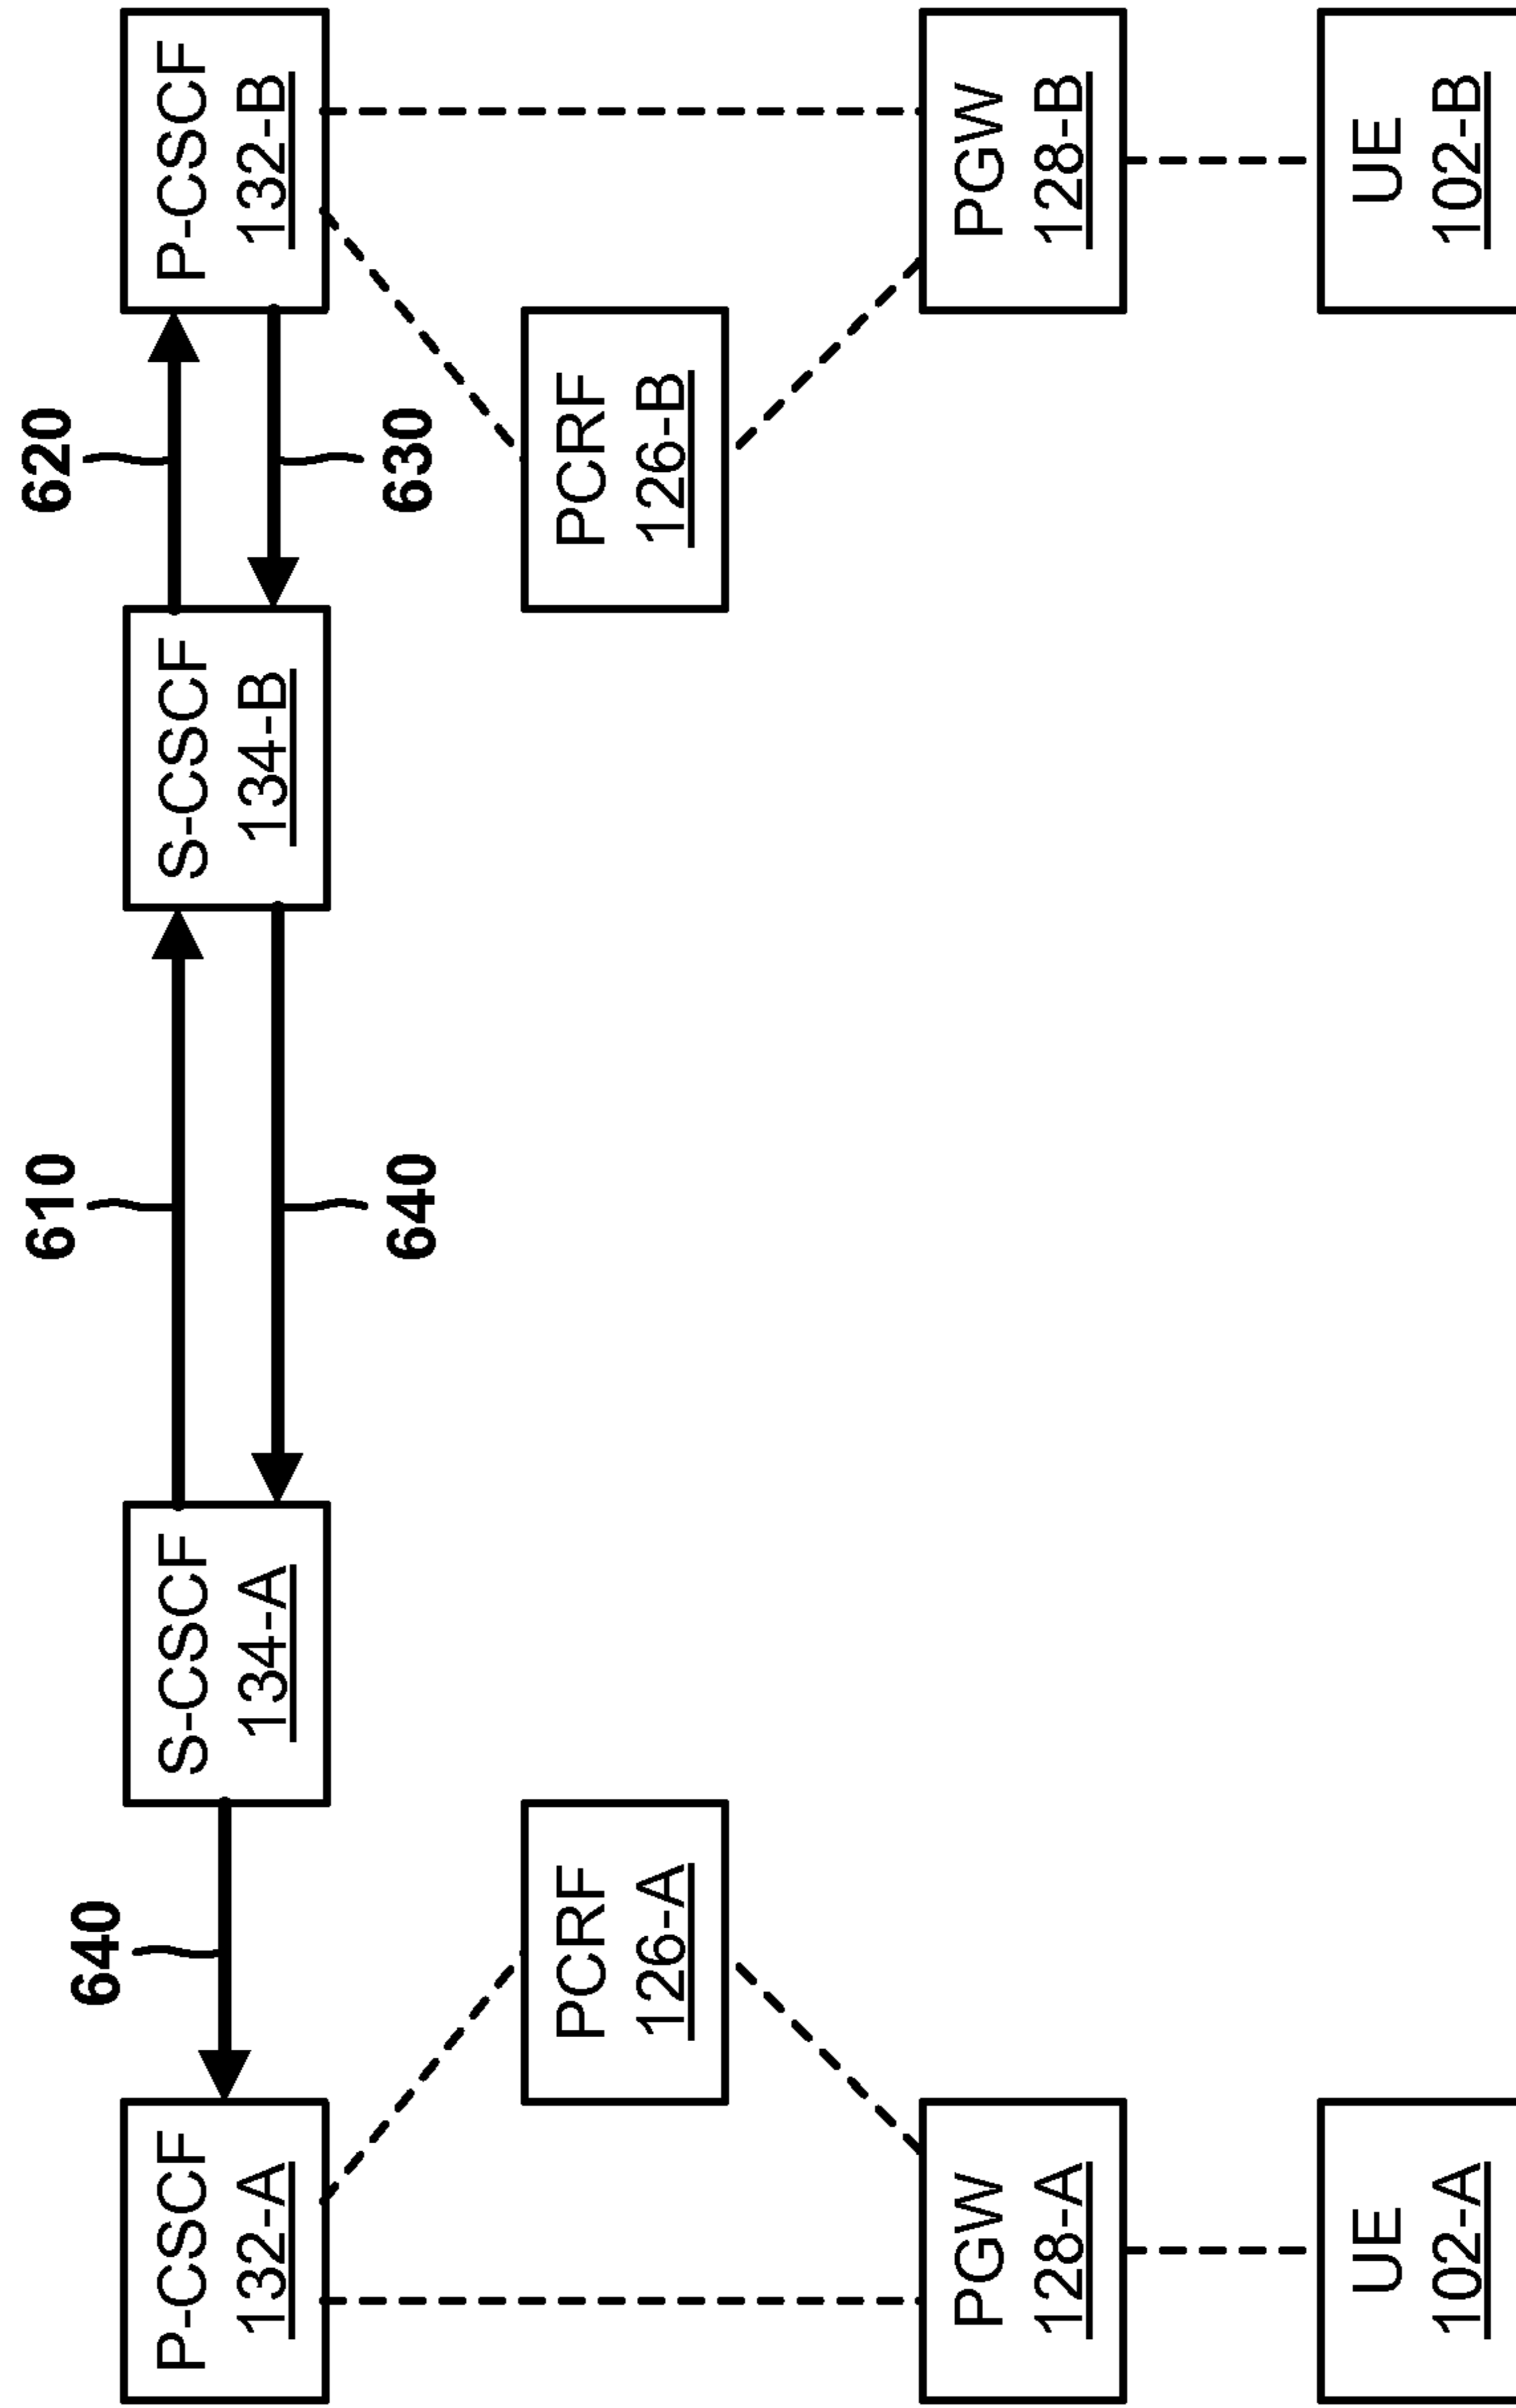 620
610
640
P-CSCF
132-A
S-CSCF
134-A
S-CSCF
134-B
P-CSCF
132-B
640
630
PCRF
126-A
PCRF
126-B
PGW
128-A
PGW
128-B
UE
102-A
UE
102-B